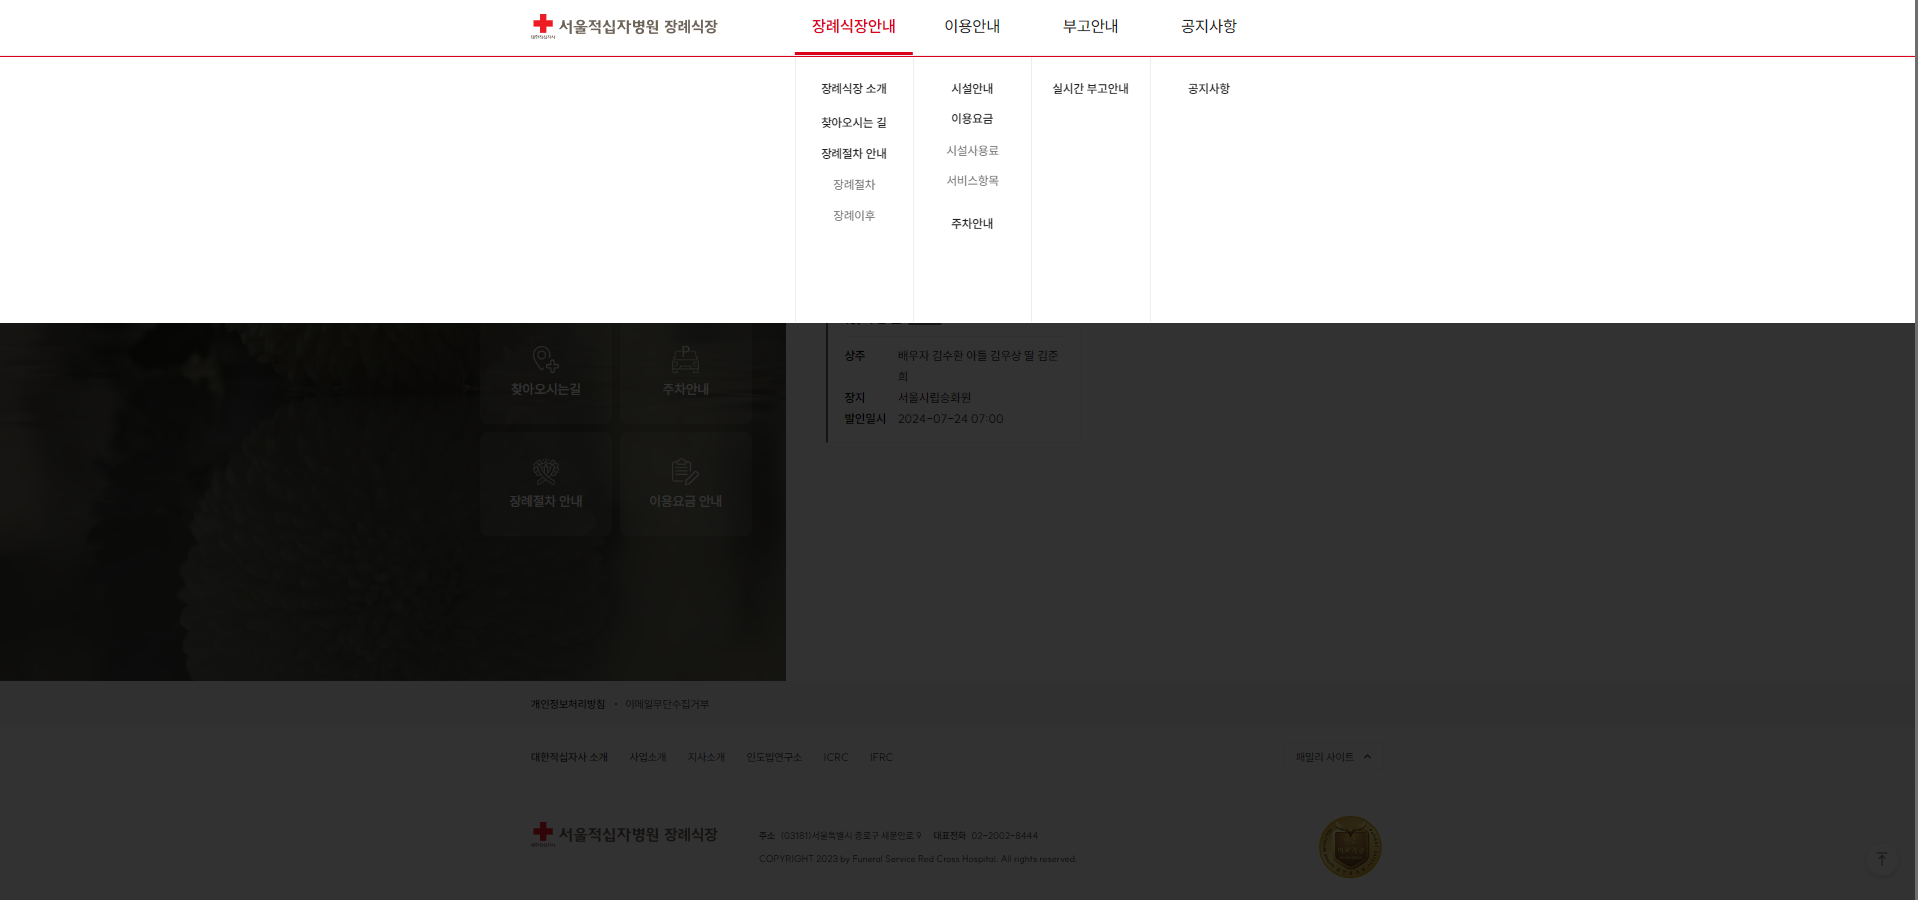 서울적십자병원 장례식장
장례식장안내
이용안내
부고안내
공지사항
장례식장 소개
찾아오시는 길
장례절차 안내
장례절차
장례이후
시설안내
이용요금
시설사용료
서비스항목
주차안내
실시간 부고안내
공지사항
찾아오시는길
주차안내
장례절차 안내
이용요금 안내
상주 배우자 김수환 아들 김우상 딸 김준
희
장지 서울시립승화원
발인일시 2024-07-24 07:00
개인정보처리방침 • 이메일무단수집거부
대한적십자사 소개 사업소개 지사소개 인도법연구소 ICRC IFRC
패밀리 사이트
서울적십자병원 장례식장
주소 (03181)서울특별시 종로구 새문안로 9 대표전화 02-2002-8444
COPYRIGHT 2023 by Funeral Service Red Cross Hospital. All rights reserved.